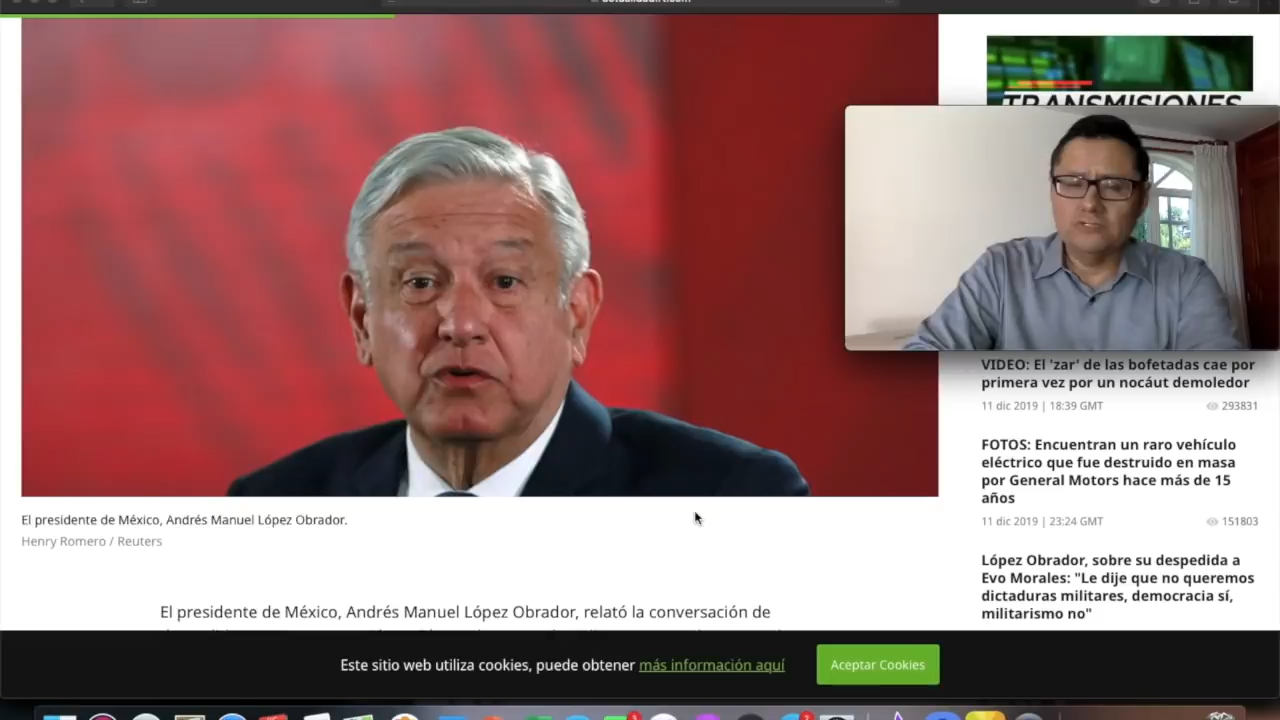 TRANSMISIONES
VIDEO: El 'zar' de las bofetadas cae por
primera vez por un nocáut demoledor
11 dic 2019 | 18:39 GMT
293831
FOTOS: Encuentran un raro vehículo
eléctrico que fue destruido en masa
por General Motors hace más de 15
años
11 dic 2019 | 23:24 GMT
151803
López Obrador, sobre su despedida a
Evo Morales: "Le dije que no queremos
dictaduras militares, democracia sí,
militarismo no"
El presidente de México, Andrés Manuel López Obrador.
Henry Romero / Reuters
El presidente de México, Andrés Manuel López Obrador, relató la conversación de
Este sitio web utiliza cookies, puede obtener más información aquí
Aceptar Cookies